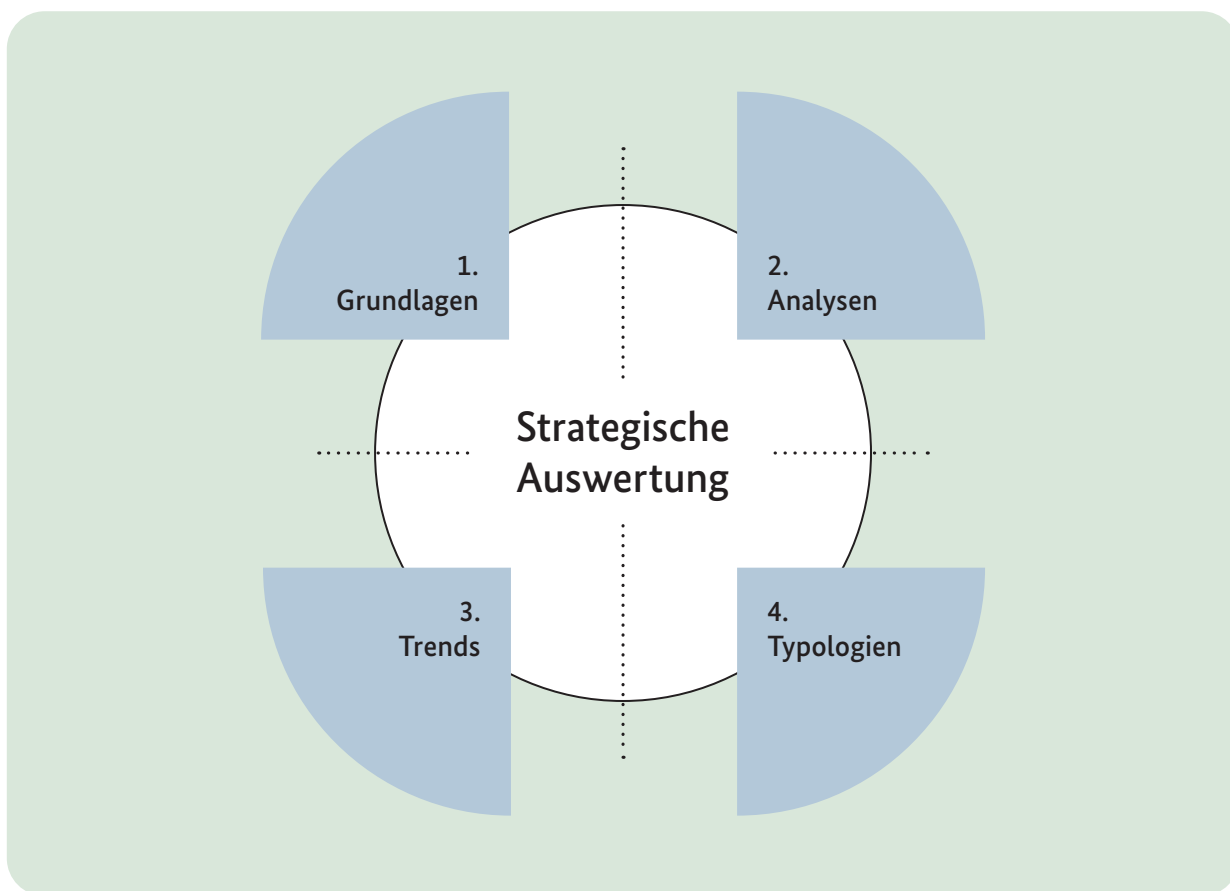 1.
Grundlagen
2.
Analysen
Strategische
Auswertung
3.
Trends
4.
Typologien